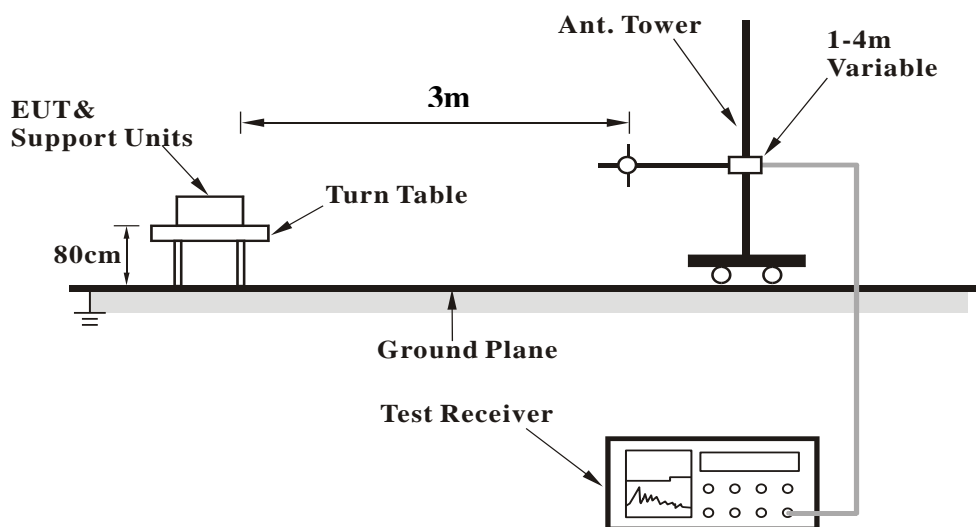 Ant. Tower
1-4m
Variable
3m
EUT&
Support Units
Turn Table
80cm
Ground Plane
Test Receiver